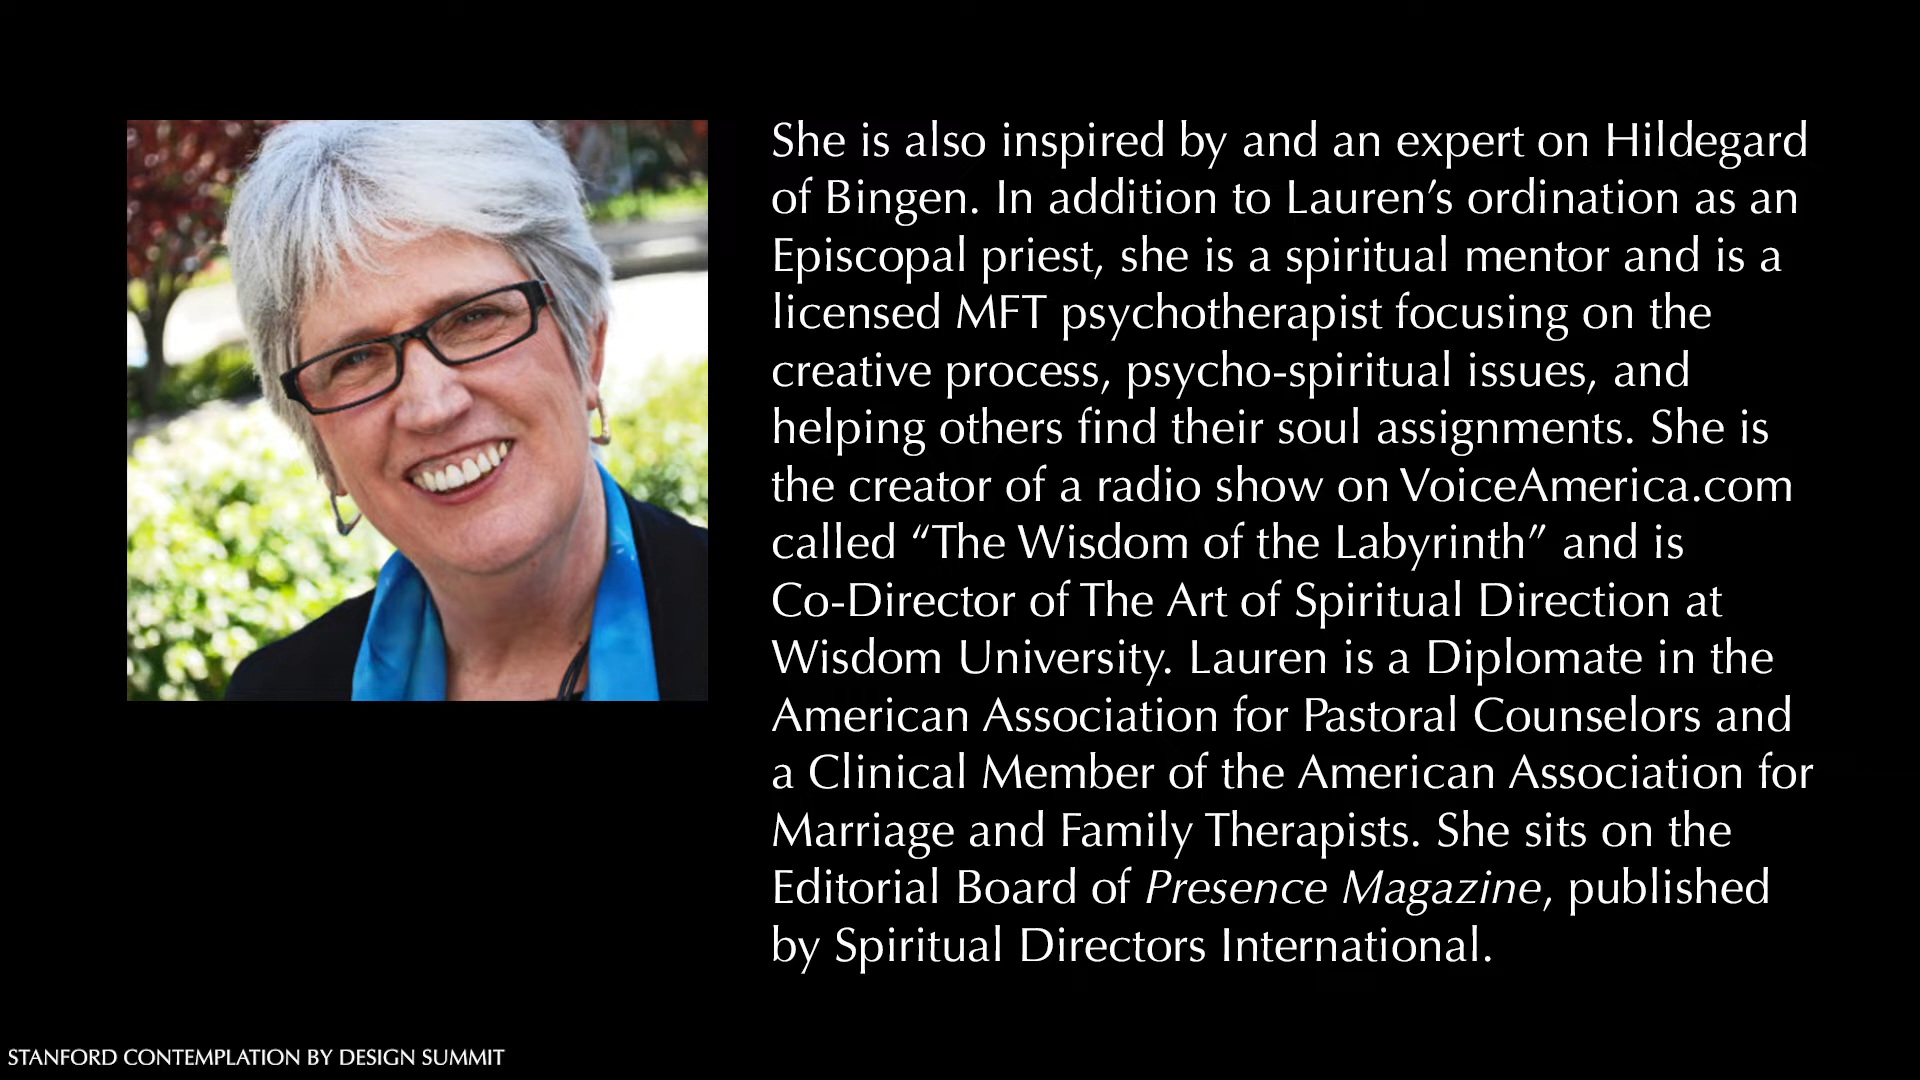 She is also inspired by and an expert on Hildegard
of Bingen. In addition to Lauren’s ordination as an
Episcopal priest, she is a spiritual mentor and is a
licensed MFT psychotherapist focusing on the
creative process, psycho-spiritual issues, and
helping others find their soul assignments. She is
the creator of a radio show on VoiceAmerica.com
called “The Wisdom of the Labyrinth” and is
Co-Director of The Art of Spiritual Direction at
Wisdom University. Lauren is a Diplomate in the
American Association for Pastoral Counselors and
a Clinical Member of the American Association for
Marriage and Family Therapists. She sits on the
Editorial Board of Presence Magazine, published
by Spiritual Directors International.
STANFORD CONTEMPLATION BY DESIGN SUMMIT